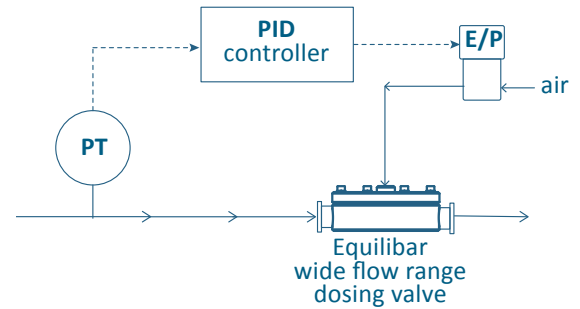 PID
controller
E/P
air
PT
Equilibar
wide flow range
dosing valve